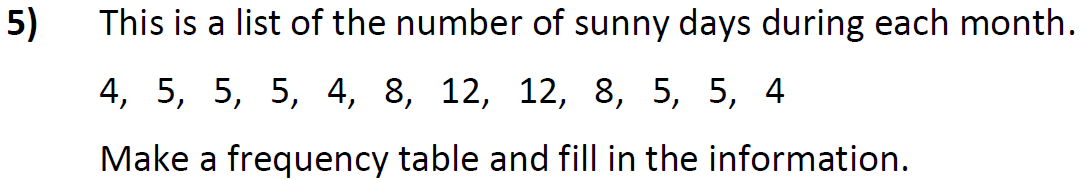 5) This is a list of the number of sunny days during each month.
4, 5, 5, 5, 4, 8, 12, 12, 8, 5, 5, 4
Make a frequency table and fill in the information.